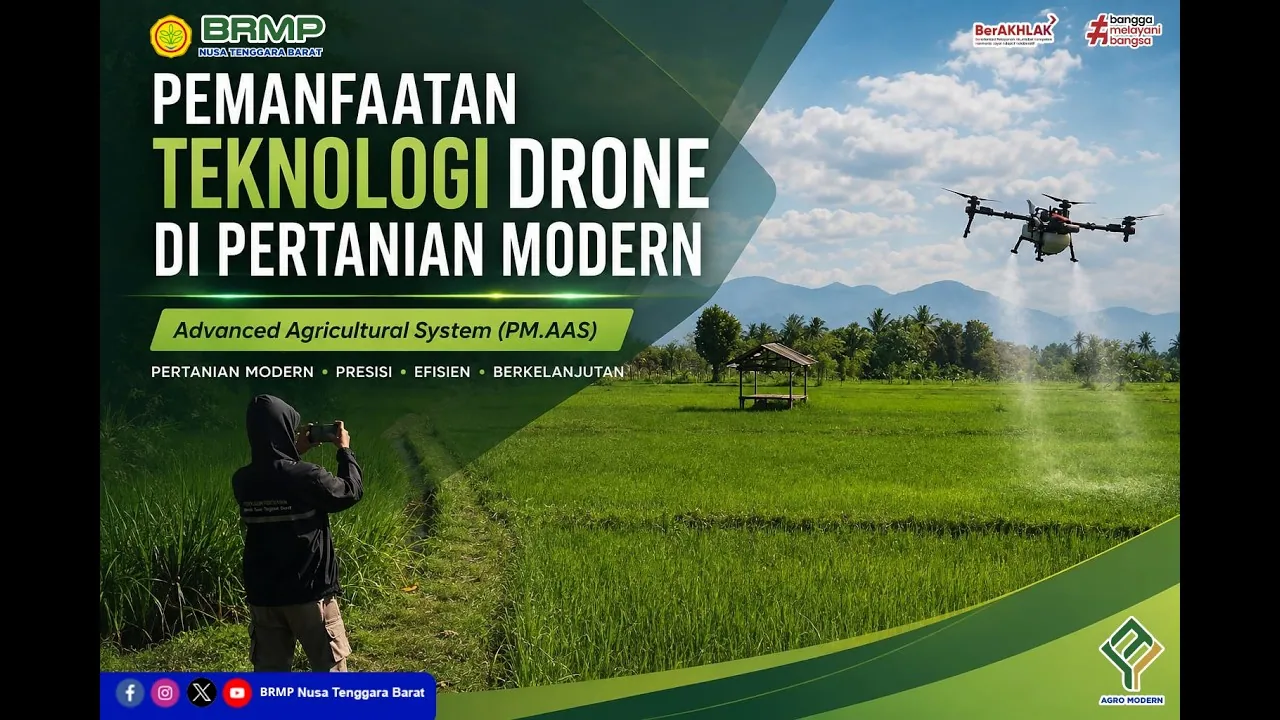 BRMP
NUSA TENGGARA BARAT
BerAKHLAK
# bangga
melayani
bangsa
PEMANFAATAN
TEKNOLOGI DRONE
DI PERTANIAN MODERN
Advanced Agricultural System (PM.AAS)
PERTANIAN MODERN • PRESISI • EFISIEN • BERKELANJUTAN
BRMP Nusa Tenggara Barat
AGRO MODERN